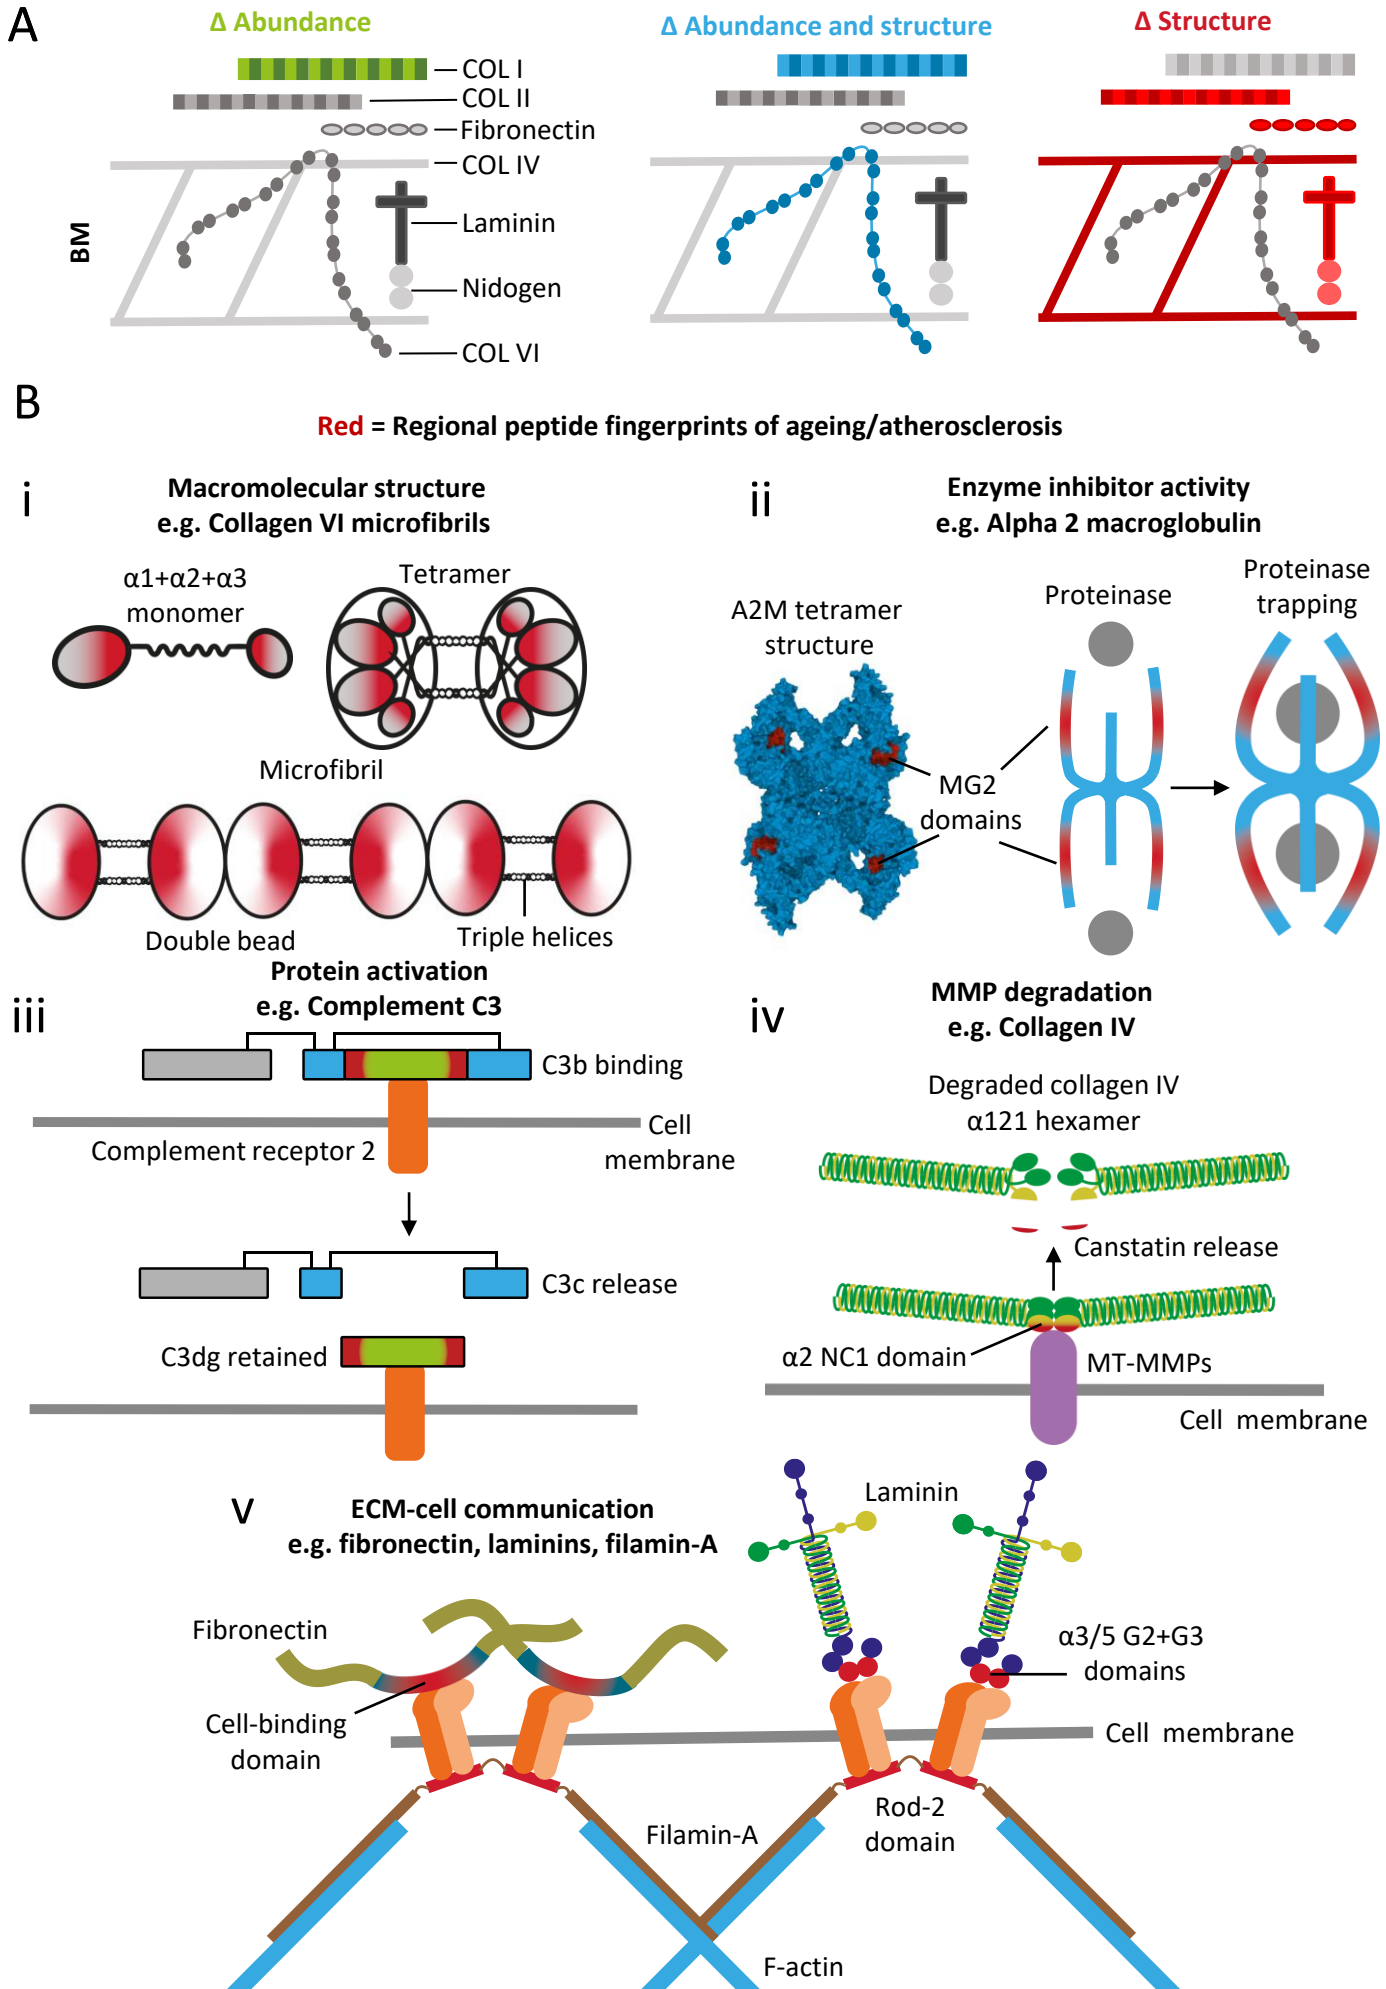 A
Δ Abundance
Δ Abundance and structure
Δ Structure
COL I
COL II
Fibronectin
COL IV
Laminin
Nidogen
COL VI
BM
B
Red = Regional peptide fingerprints of ageing/atherosclerosis
i
Macromolecular structure
e.g. Collagen VI microfibrils
α1+α2+α3
monomer
Tetramer
Microfibril
Double bead
Triple helices
ii
Enzyme inhibitor activity
e.g. Alpha 2 macroglobulin
A2M tetramer
structure
Proteinase
Proteinase
trapping
MG2
domains
iii
Protein activation
e.g. Complement C3
C3b binding
Cell
membrane
Complement receptor 2
C3c release
C3dg retained
iv
MMP degradation
e.g. Collagen IV
Degraded collagen IV
α121 hexamer
Canstatin release
α2 NC1 domain
MT-MMPs
Cell membrane
v
ECM-cell communication
e.g. fibronectin, laminins, filamin-A
Laminin
Fibronectin
α3/5 G2+G3
domains
Cell-binding
domain
Cell membrane
Rod-2
domain
Filamin-A
F-actin